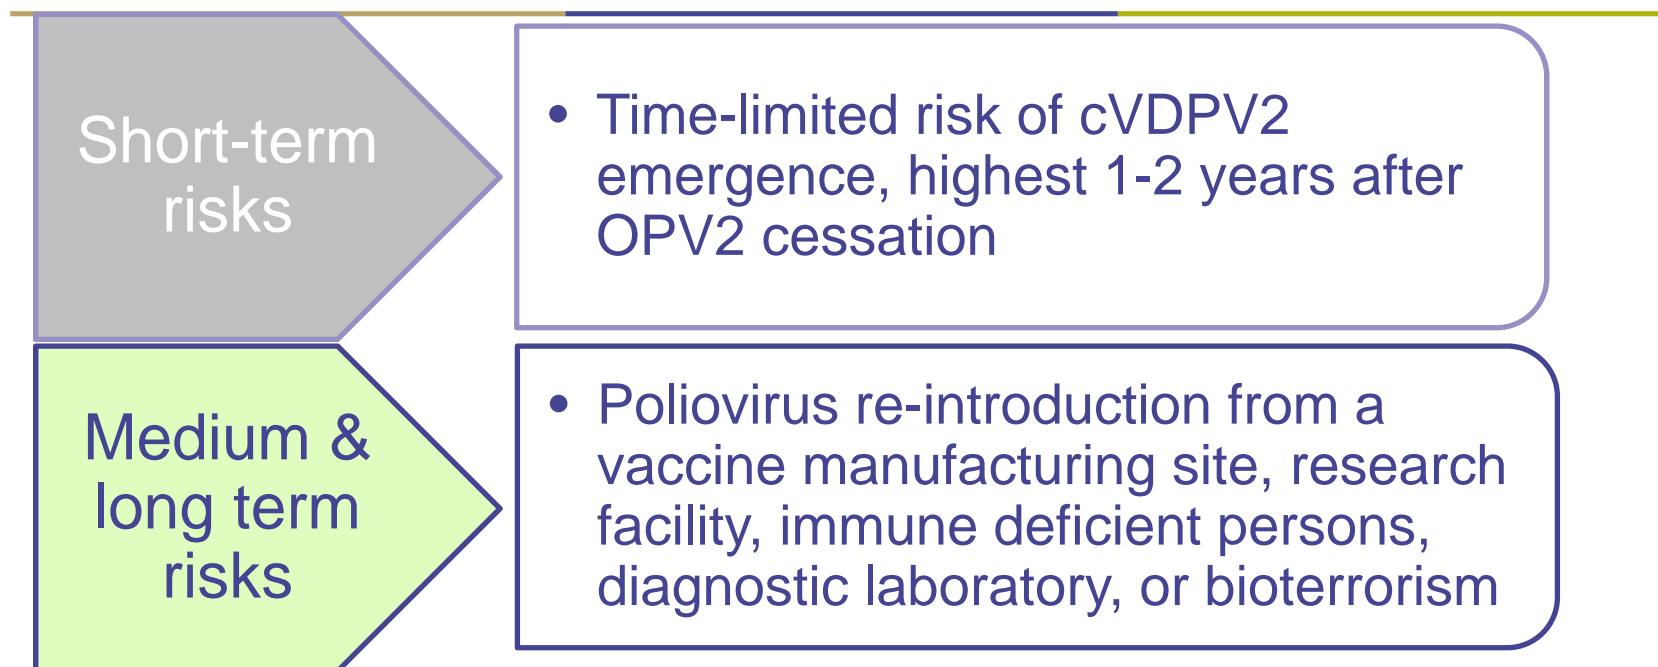 Short-term
risks
• Time-limited risk of cVDPV2
emergence, highest 1-2 years after
OPV2 cessation
Medium &
long term
risks
• Poliovirus re-introduction from a
vaccine manufacturing site, research
facility, immune deficient persons,
diagnostic laboratory, or bioterrorism